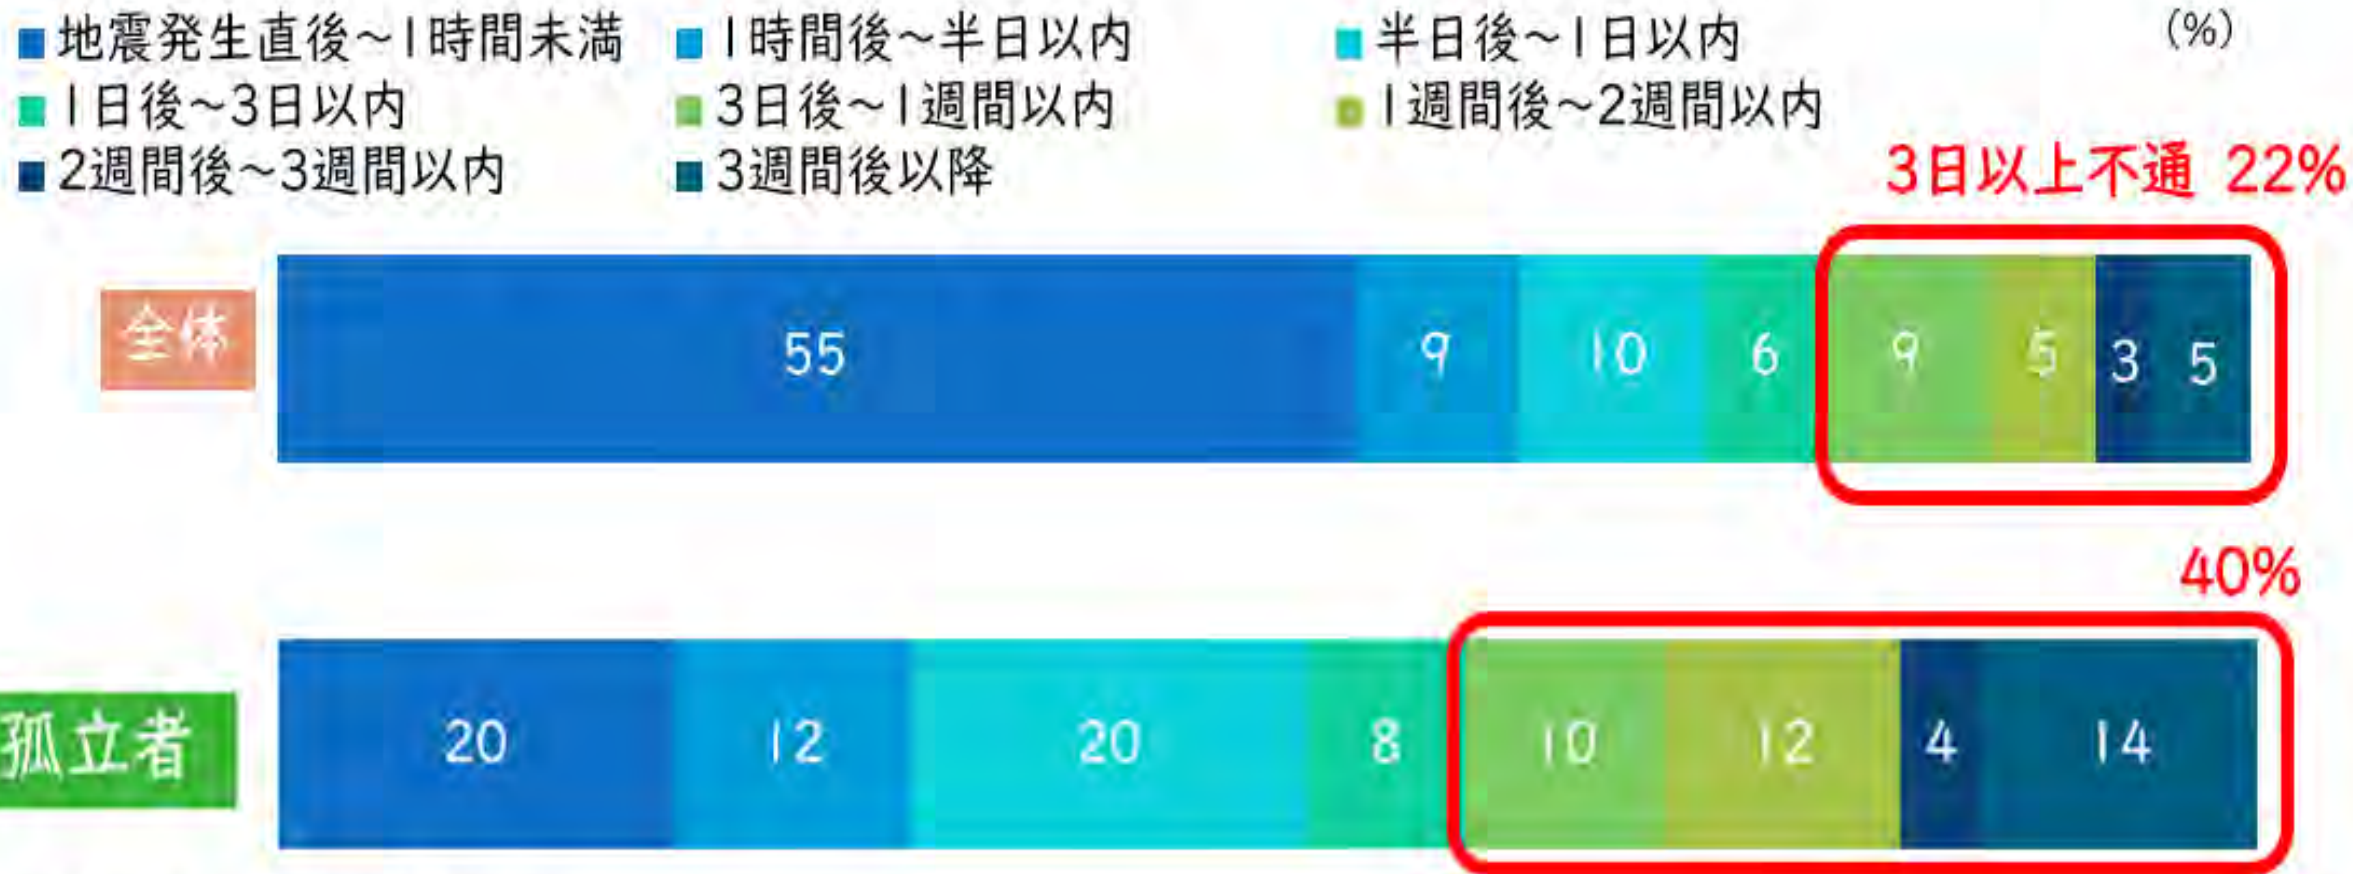 地震発生直後～1時間未満 1時間後～半日以内 半日後～1日以内 (%)
1日後～3日以内 3日後～1週間以内 1週間後～2週間以内
2週間後～3週間以内 3週間後以降
3日以上不通 22%
全体 55 9 10 6 9 5 3 5
40%
孤立者 20 12 20 8 10 12 4 14